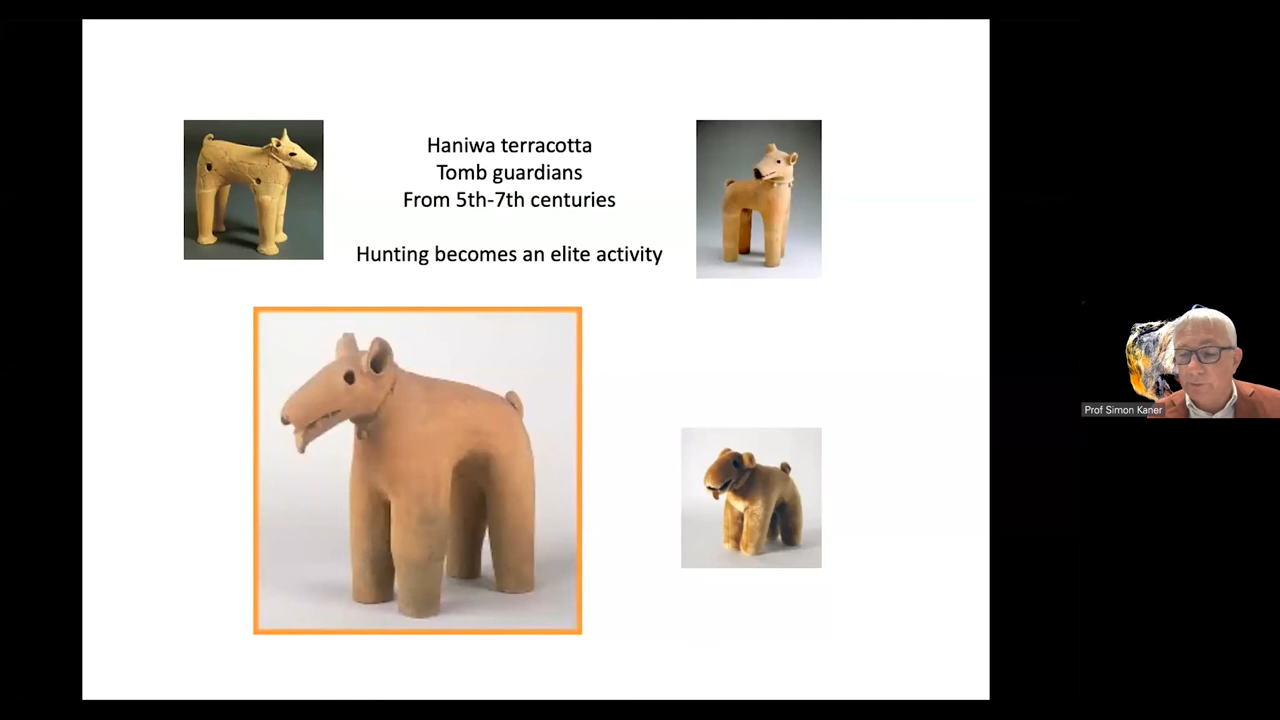 Haniwa terracotta
Tomb guardians
From 5th-7th centuries
Hunting becomes an elite activity
Prof Simon Kaner